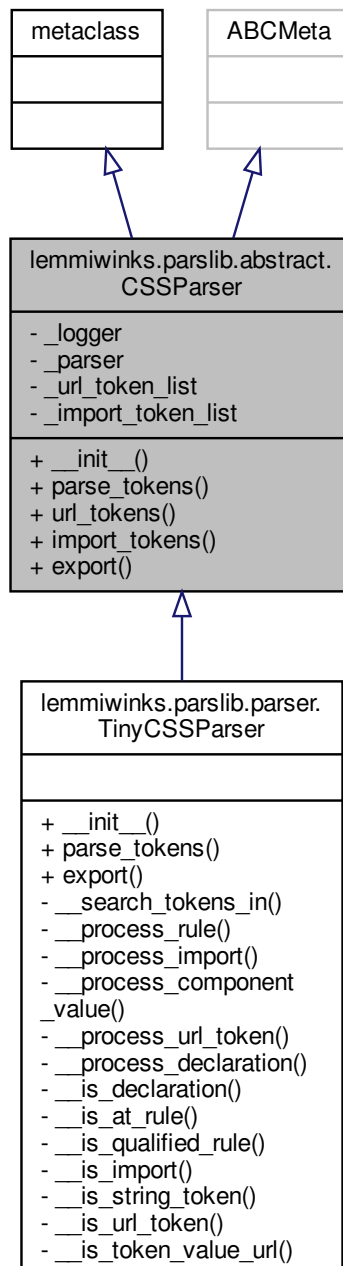 metaclass
ABCMeta
lemmiwinks.parslib.abstract.
CSSParser
- _logger
- _parser
- _url_token_list
- _import_token_list
+ __init__()
+ parse_tokens()
+ url_tokens()
+ import_tokens()
+ export()
lemmiwinks.parslib.parser.
TinyCSSParser
+ __init__()
+ parse_tokens()
+ export()
- __search_tokens_in()
- __process_rule()
- __process_import()
- __process_component
_value()
- __process_url_token()
- __process_declaration()
- __is_declaration()
- __is_at_rule()
- __is_qualified_rule()
- __is_import()
- __is_string_token()
- __is_url_token()
- __is_token_value_url()